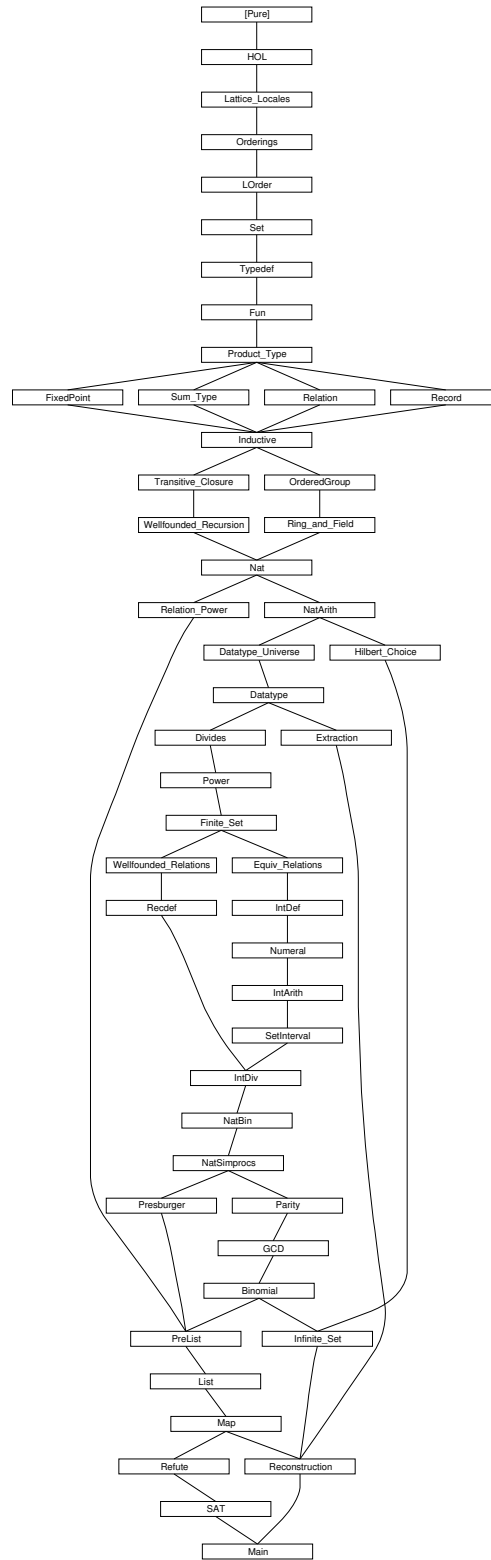 [Pure]
HOL
Lattice_Locales
Orderings
LOrder
Set
Typedef
Fun
Product_Type
FixedPoint Sum_Type Relation Record
Inductive
Transitive_Closure OrderedGroup
Wellfounded_Recursion Ring_and_Field
Nat
Relation_Power NatArith
Datatype_Universe Hilbert_Choice
Datatype
Divides Extraction
Power
Finite_Set
Wellfounded_Relations Equiv_Relations
Recdef IntDef
Numeral
IntArith
SetInterval
IntDiv
NatBin
NatSimprocs
Presburger Parity
GCD
Binomial
PreList Infinite_Set
List
Map
Refute Reconstruction
SAT
Main